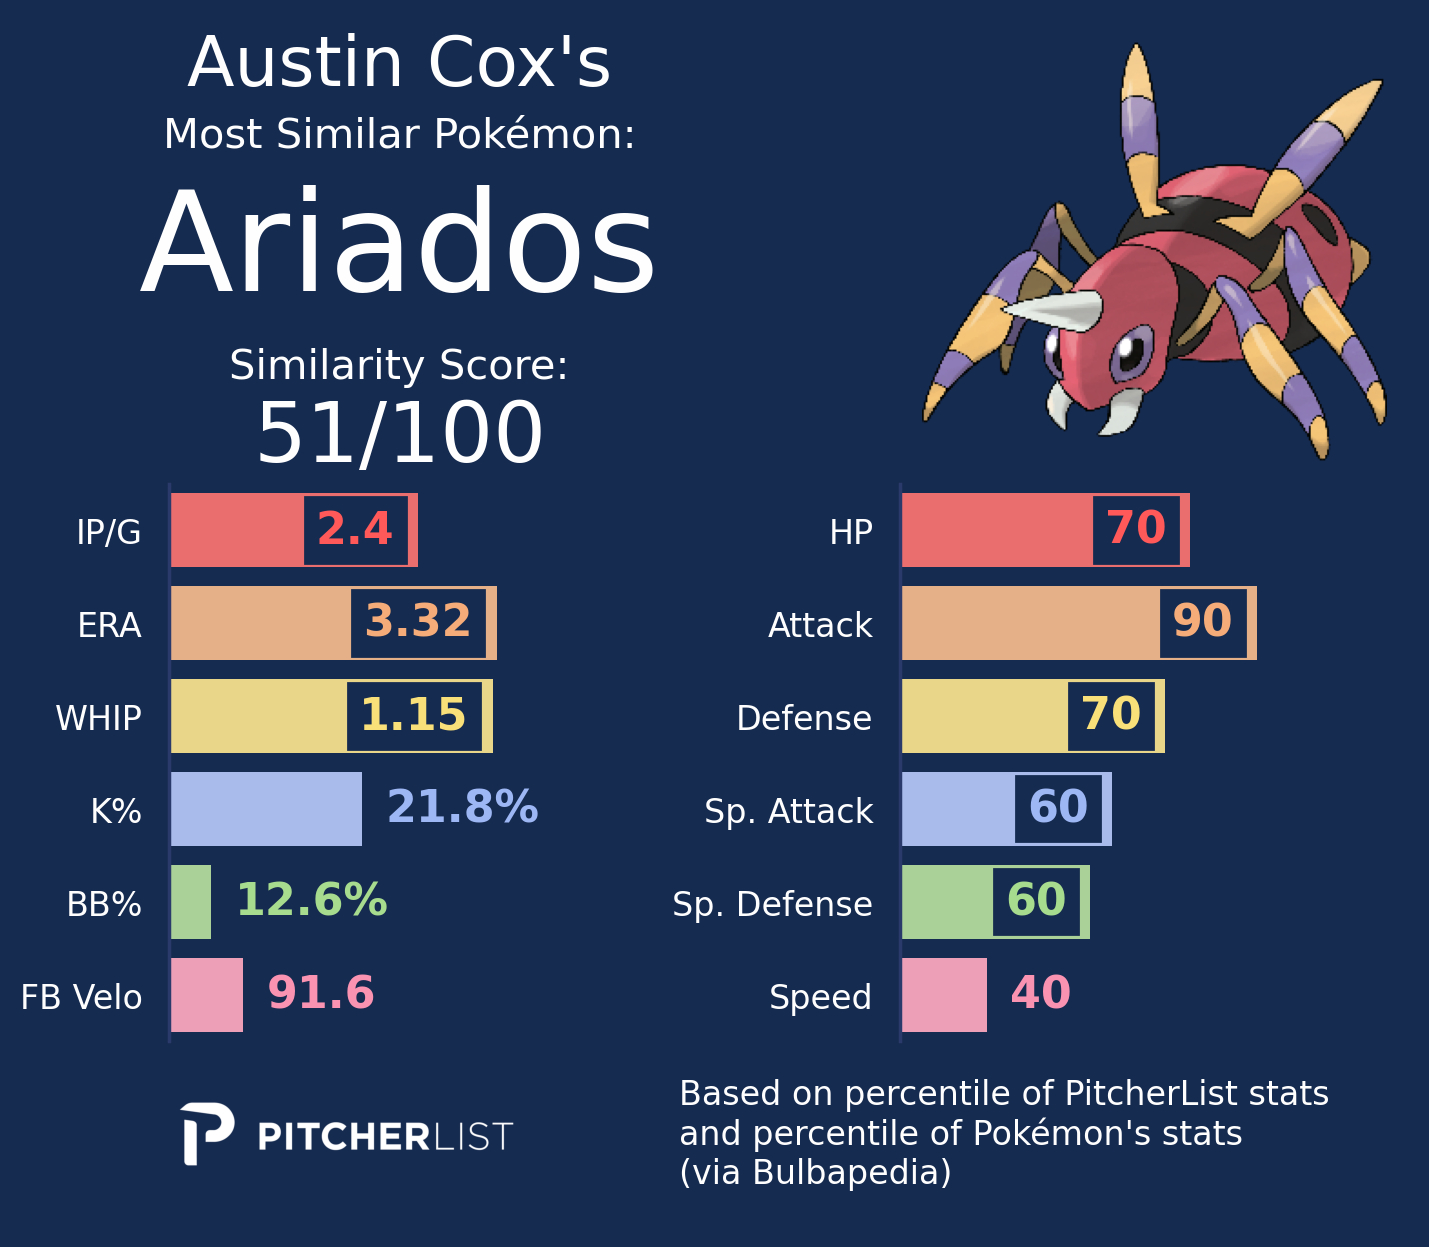 Austin Cox's
Most Similar Pokémon:
Ariados
Similarity Score:
51/100
IP/G 2.4
ERA 3.32
WHIP 1.15
K% 21.8%
BB% 12.6%
FB Velo 91.6
HP 70
Attack 90
Defense 70
Sp. Attack 60
Sp. Defense 60
Speed 40
PITCHERLIST
Based on percentile of PitcherList stats
and percentile of Pokémon's stats
(via Bulbapedia)